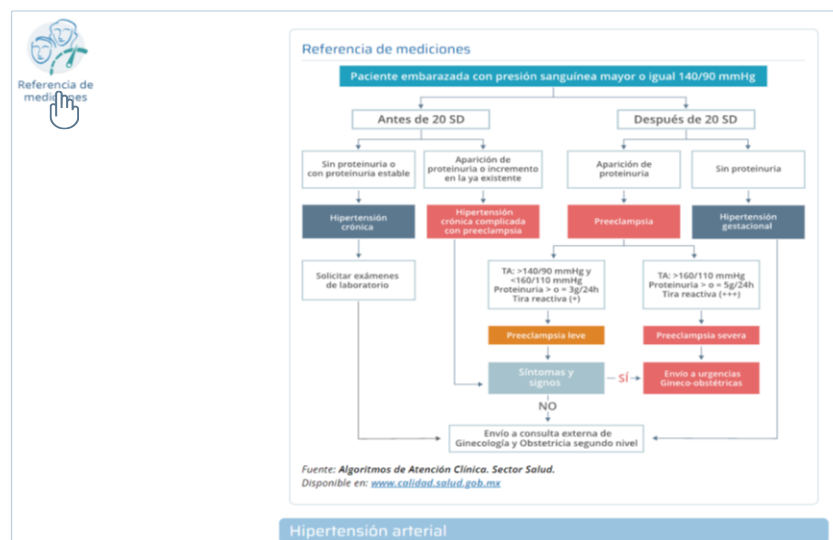 Referencia de
mediciones
Referencia de mediciones
Paciente embarazada con presión sanguínea mayor o igual 140/90 mmHg
Antes de 20 SD
Después de 20 SD
Sin proteinuria o
con proteinuria estable
Aparición de
proteinuria o incremento
en la ya existente
Aparición de
proteinuria
Sin proteinuria
Hipertensión
crónica
Hipertensión
crónica complicada
con preeclampsia
Preeclampsia
Hipertensión
gestacional
Solicitar exámenes
de laboratorio
TA: >140/90 mmHg y
<160/110 mmHg
Proteinuria > o = 3g/24h
Tira reactiva (+)
TA: >160/110 mmHg
Proteinuria > o = 5g/24h
Tira reactiva (+++)
Preeclampsia leve
Preeclampsia severa
Síntomas y
signos
SÍ
Envío a urgencias
Gineco-obstétricas
NO
Envío a consulta externa de
Ginecología y Obstetricia segundo nivel
Fuente: Algoritmos de Atención Clínica. Sector Salud.
Disponible en: www.calidad.salud.gob.mx
Hipertensión arterial